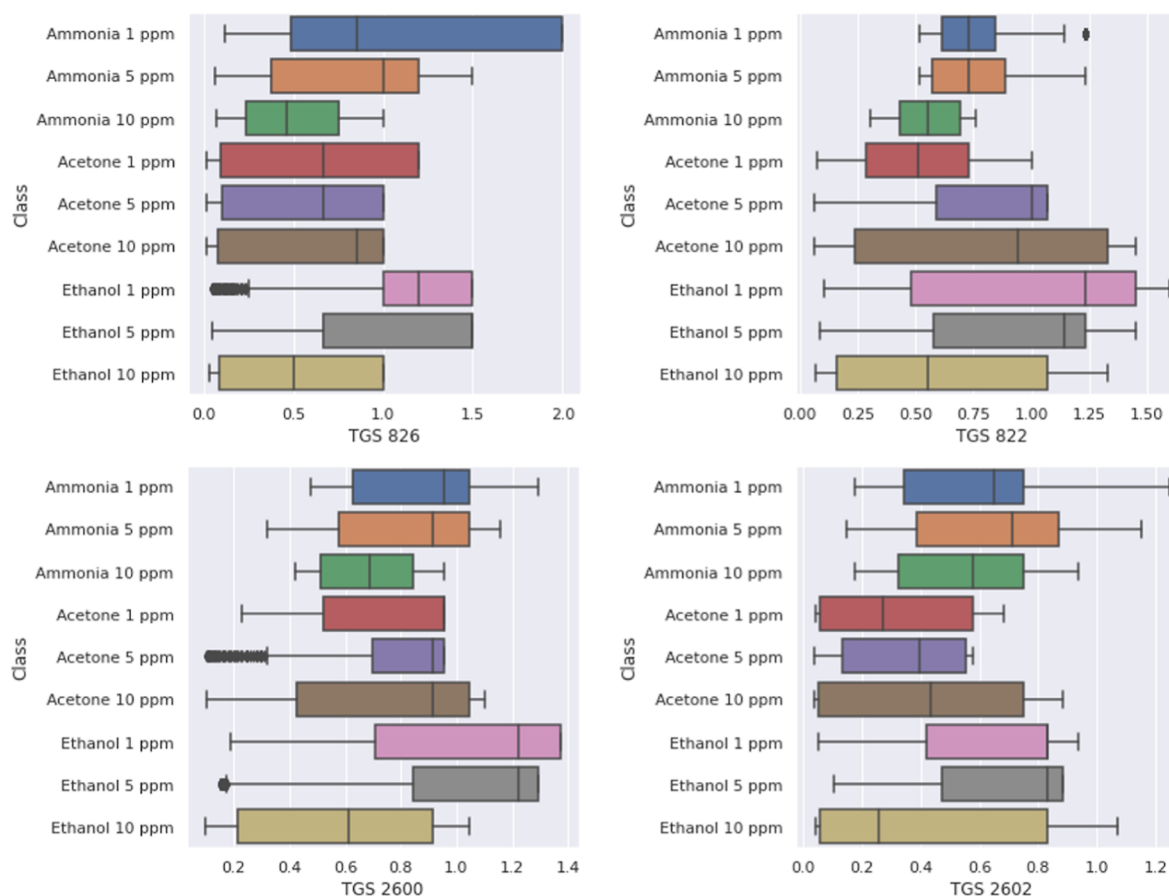 Ammonia 1 ppm
Ammonia 5 ppm
Ammonia 10 ppm
Acetone 1 ppm
Acetone 5 ppm
Acetone 10 ppm
Ethanol 1 ppm
Ethanol 5 ppm
Ethanol 10 ppm
Class
0.0 0.5 1.0 1.5 2.0
TGS 826
Ammonia 1 ppm
Ammonia 5 ppm
Ammonia 10 ppm
Acetone 1 ppm
Acetone 5 ppm
Acetone 10 ppm
Ethanol 1 ppm
Ethanol 5 ppm
Ethanol 10 ppm
Class
0.00 0.25 0.50 0.75 1.00 1.25 1.50
TGS 822
Ammonia 1 ppm
Ammonia 5 ppm
Ammonia 10 ppm
Acetone 1 ppm
Acetone 5 ppm
Acetone 10 ppm
Ethanol 1 ppm
Ethanol 5 ppm
Ethanol 10 ppm
Class
0.2 0.4 0.6 0.8 1.0 1.2 1.4
TGS 2600
Ammonia 1 ppm
Ammonia 5 ppm
Ammonia 10 ppm
Acetone 1 ppm
Acetone 5 ppm
Acetone 10 ppm
Ethanol 1 ppm
Ethanol 5 ppm
Ethanol 10 ppm
Class
0.0 0.2 0.4 0.6 0.8 1.0 1.2
TGS 2602